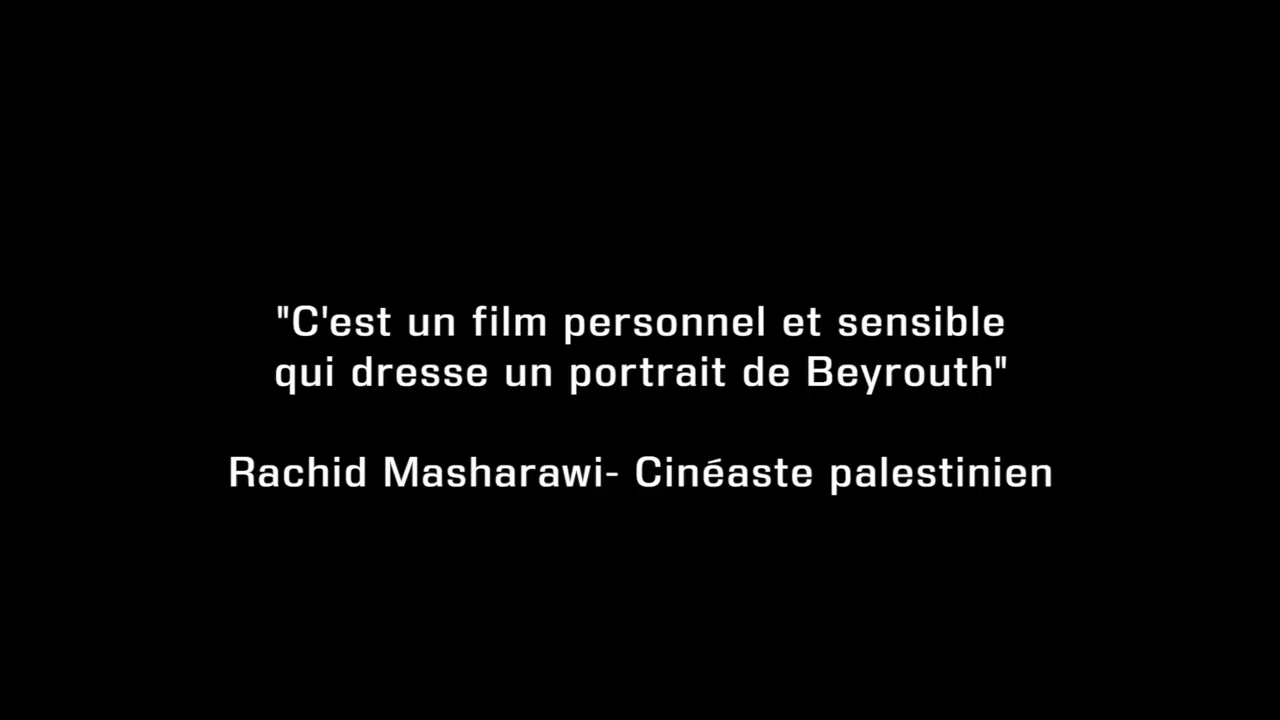 "C'est un film personnel et sensible
qui dresse un portrait de Beyrouth"
Rachid Masharawi- Cinéaste palestinien